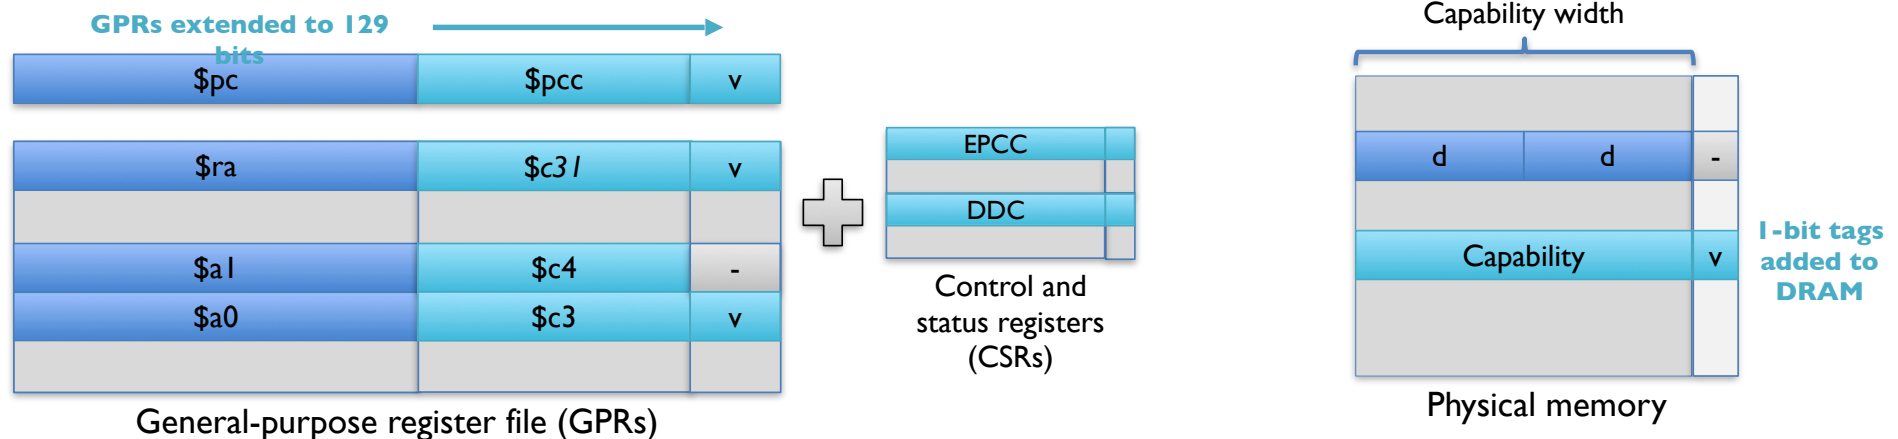 GPRs extended to 129
bits
$pc $pcc v
$ra $c31 v
$a1 $c4 -
$a0 $c3 v
General-purpose register file (GPRs)
EPCC
DDC
Control and
status registers
(CSRs)
Capability width
d d -
Capability v
1-bit tags
added to
DRAM
Physical memory